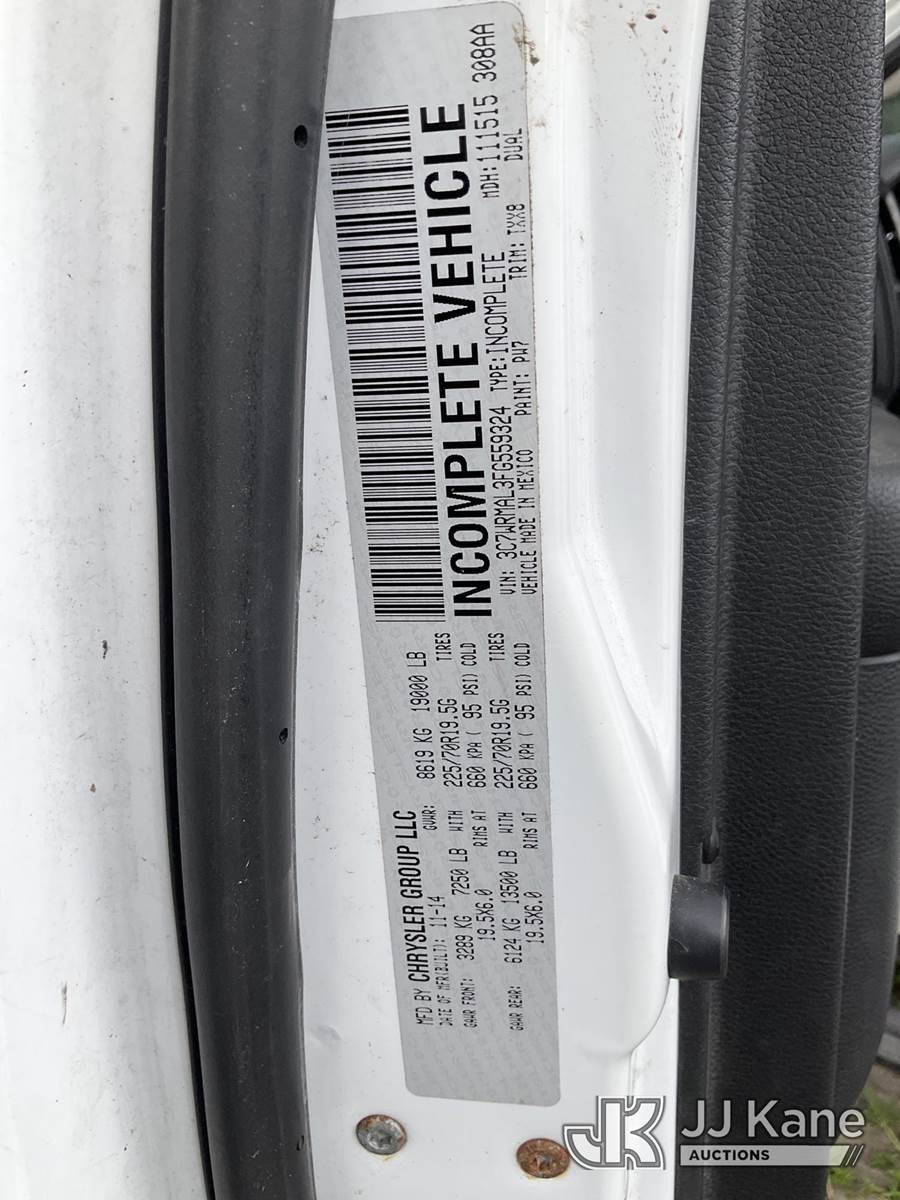 MFD BY CHRYSLER GROUP LLC
DATE OF MFR(BUILT): 11-14 GVWR: 8619 KG 19000 LB
GAWR FRONT: 3289 KG 7250 LB WITH 225/70R19.5G TIRES
19.5X6.0 RIMS AT 660 KPA ( 95 PSI) COLD
GAWR REAR: 6124 KG 13500 LB WITH 225/70R19.5G TIRES
19.5X6.0 RIMS AT 660 KPA ( 95 PSI) COLD
INCOMPLETE VEHICLE
MDH:111515 308AA
VIN: 3C7WRMAL3FG559324 TYPE:INCOMPLETE DUAL
VEHICLE MADE IN MEXICO PAINT: PW7 TRIM: TXX8
JK JJ Kane
AUCTIONS